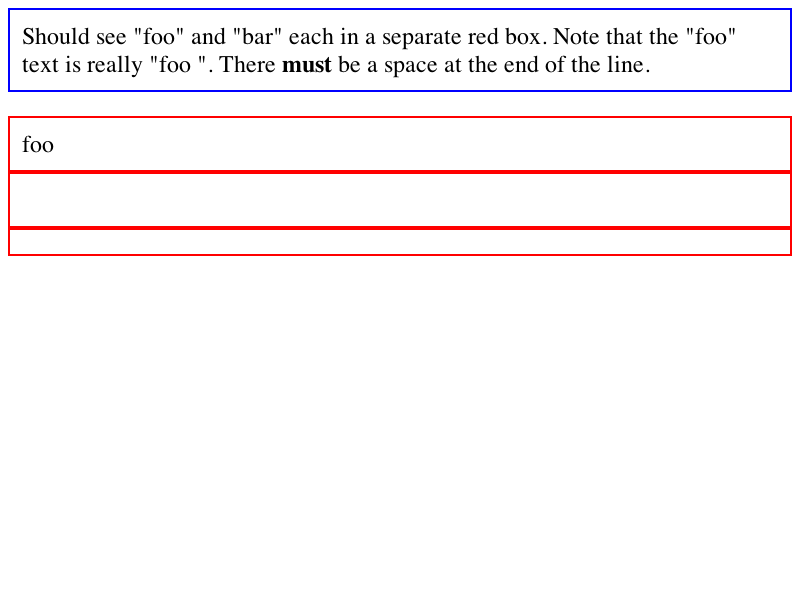 Should see "foo" and "bar" each in a separate red box. Note that the "foo"
text is really "foo ". There must be a space at the end of the line.
foo